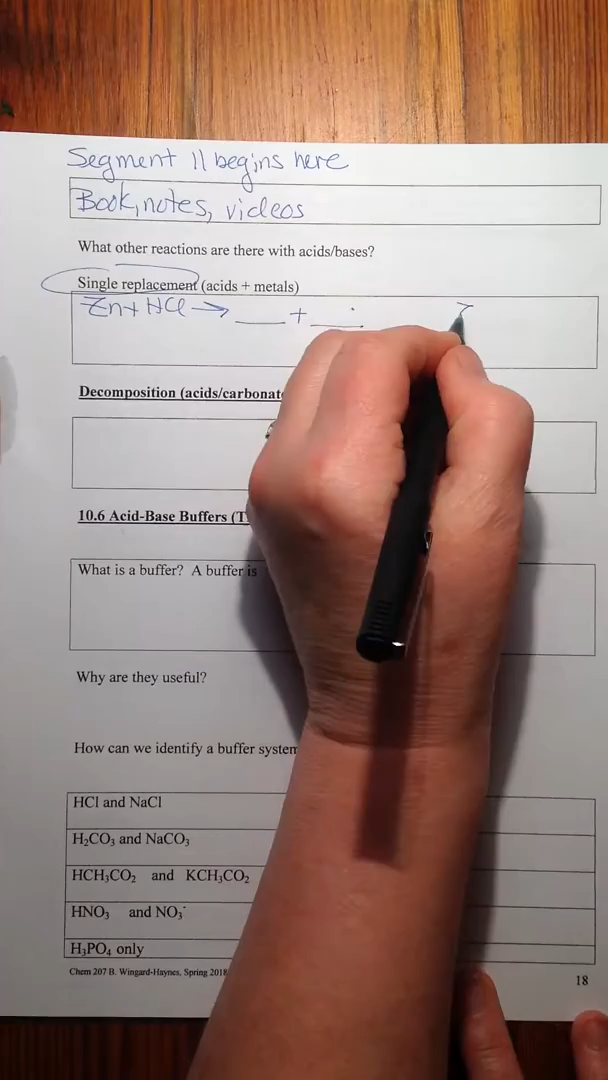 Segment 11 begins here
Book, notes, videos
What other reactions are there with acids/bases?
Single replacement (acids + metals)
Zn + HCl → ___ + ___
Decomposition (acids/carbonat
10.6 Acid-Base Buffers (T
What is a buffer? A buffer is
Why are they useful?
How can we identify a buffer system
HCl and NaCl
H₂CO₃ and NaCO₃
HCH₃CO₂ and KCH₃CO₂
HNO₃ and NO₃⁻
H₃PO₄ only
Chem 207 B. Wingard-Haynes, Spring 2018
18